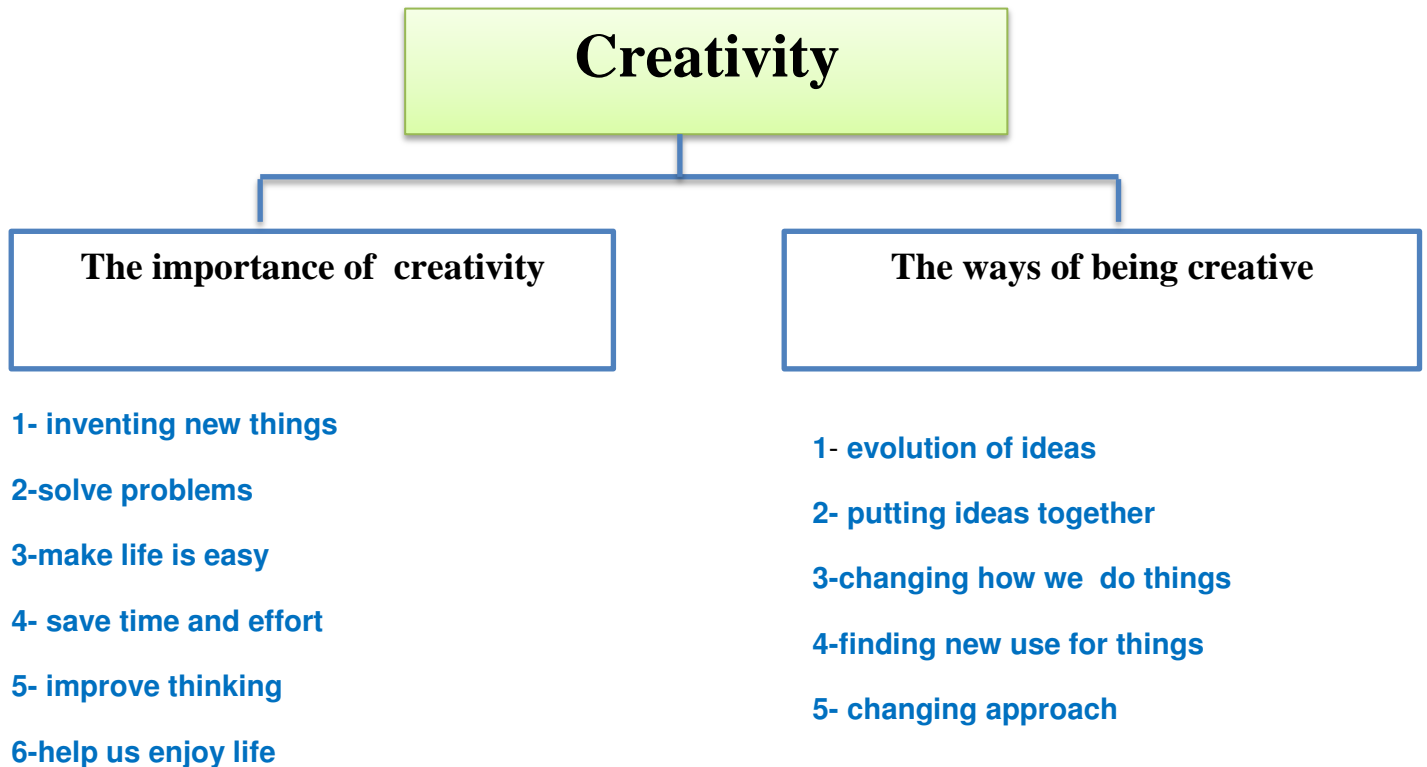 Creativity
The importance of  creativity
1- inventing new things
2-solve problems
3-make life is easy
4- save time and effort
5- improve thinking
6-help us enjoy life
The ways of being creative
1- evolution of ideas
2- putting ideas together
3-changing how we  do things
4-finding new use for things
5- changing approach